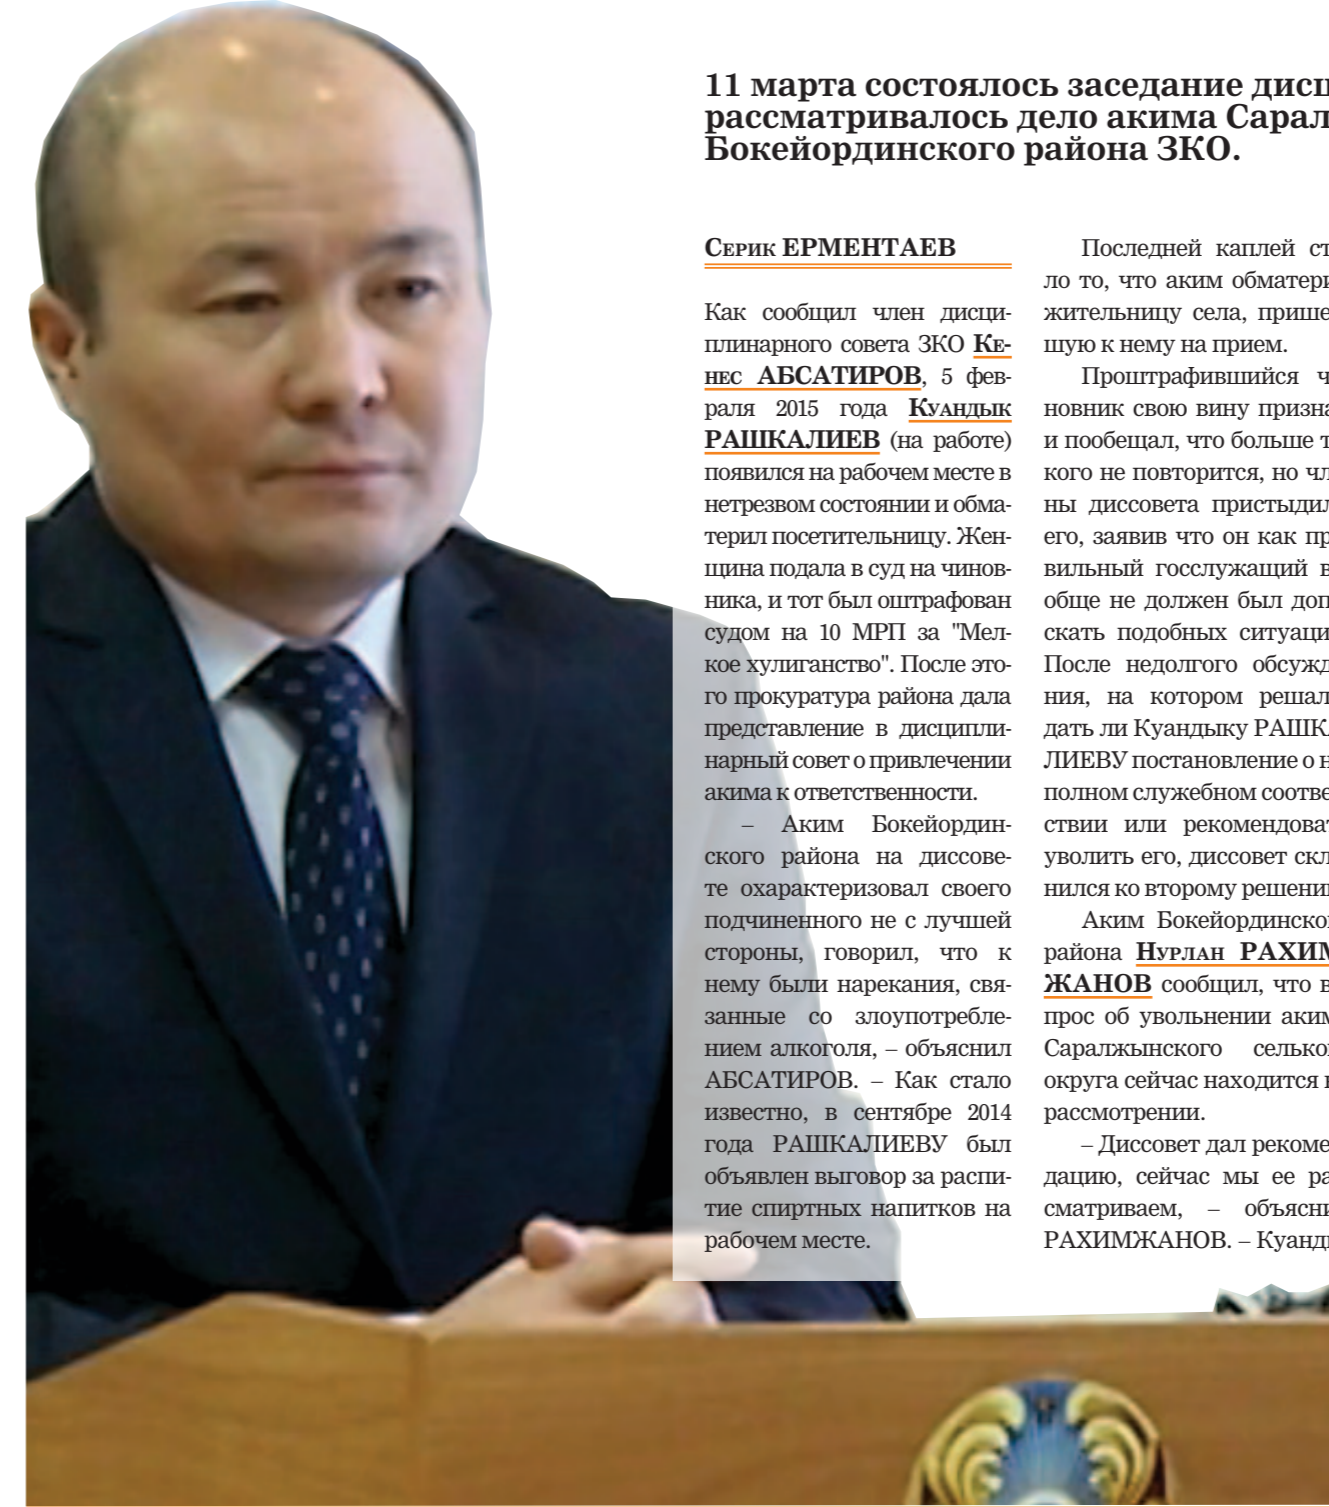 11 марта состоялось заседание дисц
рассматривалось дело акима Сарал
Бокейординского района ЗКО.
Серик ЕРМЕНТАЕВ
Как сообщил член дисци-
плинарного совета ЗКО Ке-
нес АБСАТИРОВ, 5 фев-
раля 2015 года Куандык
РАШКАЛИЕВ (на работе)
появился на рабочем месте в
нетрезвом состоянии и обма-
терил посетительницу. Жен-
щина подала в суд на чинов-
ника, и тот был оштрафован
судом на 10 МРП за "Мел-
кое хулиганство". После это-
го прокуратура района дала
представление в дисципли-
нарный совет о привлечении
акима к ответственности.
– Аким Бокейордин-
ского района на диссове-
те охарактеризовал своего
подчиненного не с лучшей
стороны, говорил, что к
нему были нарекания, свя-
занные со злоупотребле-
нием алкоголя, – объяснил
АБСАТИРОВ. – Как стало
известно, в сентябре 2014
года РАШКАЛИЕВУ был
объявлен выговор за распи-
тие спиртных напитков на
рабочем месте.
Последней каплей ст
ло то, что аким обматери
жительницу села, прише
шую к нему на прием.
Проштрафившийся ч
новник свою вину призна
и пообещал, что больше т
кого не повторится, но чл
ны диссовета пристыдил
его, заявив что он как пр
вильный госслужащий в
обще не должен был доп
скать подобных ситуаци
После недолгого обсужд
ния, на котором решал
дать ли Куандыку РАШКА
ЛИЕВУ постановление о н
полном служебном соотве
ствии или рекомендоват
уволить его, диссовет скл
нился ко второму решени
Аким Бокейординско
района Нурлан РАХИМ
ЖАНОВ сообщил, что в
прос об увольнении аким
Саралжынского селько
округа сейчас находится н
рассмотрении.
– Диссовет дал рекоме
дацию, сейчас мы ее ра
сматриваем, – объясни
РАХИМЖАНОВ. – Куанд